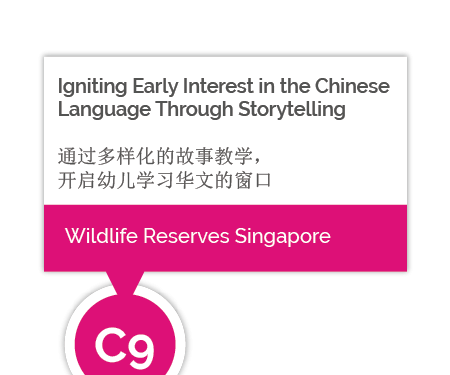 Igniting Early Interest in the Chinese
Language Through Storytelling
通过多样化的故事教学，
开启幼儿学习华文的窗口
Wildlife Reserves Singapore
C9